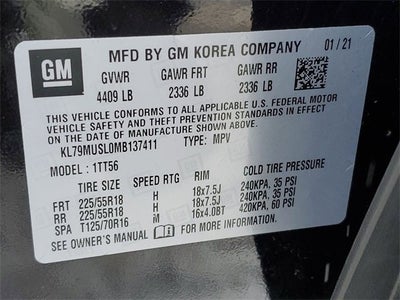 GM
MFD BY GM KOREA COMPANY 01/21
GVWR GAWR FRT GAWR RR
4409 LB 2336 LB 2336 LB
THIS VEHICLE CONFORMS TO ALL APPLICABLE U.S. FEDERAL MOTOR
VEHICLE SAFETY, BUMPER, AND THEFT PREVENTION STANDARDS IN EFFECT
ON THE DATE OF MANUFACTURE SHOWN ABOVE.
KL79MUSL0MB137411 TYPE: MPV
MODEL: 1TT56
TIRE SIZE SPEED RTG RIM COLD TIRE PRESSURE
FRT 225/55R18 H 18x7.5J 240KPA, 35 PSI
RR 225/55R18 H 18x7.5J 240KPA, 35 PSI
SPA T125/70R16 M 16x4.0BT 420KPA, 60 PSI
SEE OWNER'S MANUAL FOR MORE INFORMATION.